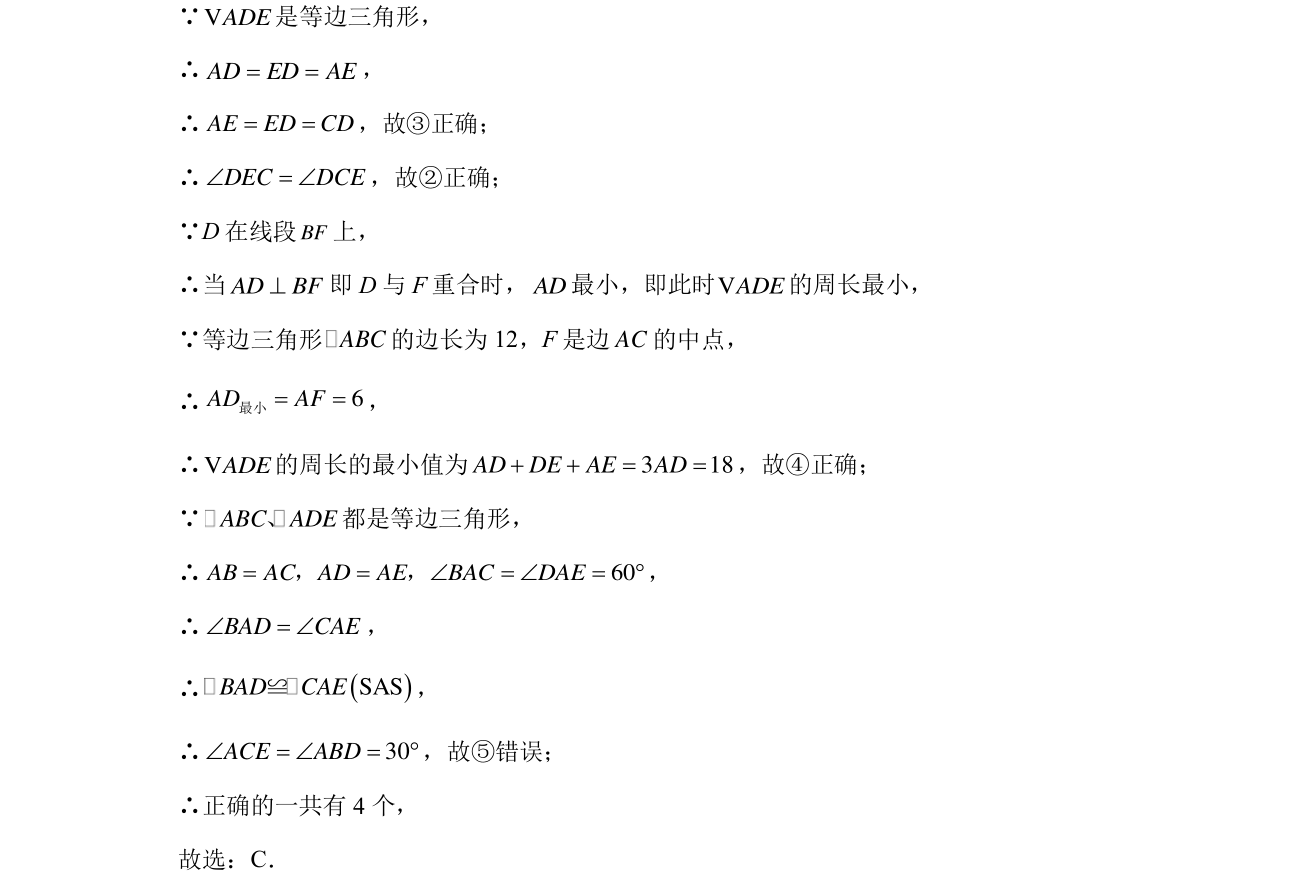 ∵VADE是等边三角形，
∴AD=ED=AE，
∴AE=ED=CD，故③正确；
∴∠DEC=∠DCE，故②正确；
∵D在线段BF上，
∴当AD⊥BF即D与F重合时，AD最小，即此时VADE的周长最小，
∵等边三角形□ABC的边长为12，F是边AC的中点，
∴AD最小=AF=6，
∴VADE的周长的最小值为AD+DE+AE=3AD=18，故④正确；
∵□ABC、□ADE都是等边三角形，
∴AB=AC，AD=AE，∠BAC=∠DAE=60°，
∴∠BAD=∠CAE，
∴□BAD≌□CAE(SAS)，
∴∠ACE=∠ABD=30°，故⑤错误；
∴正确的一共有4个，
故选：C．